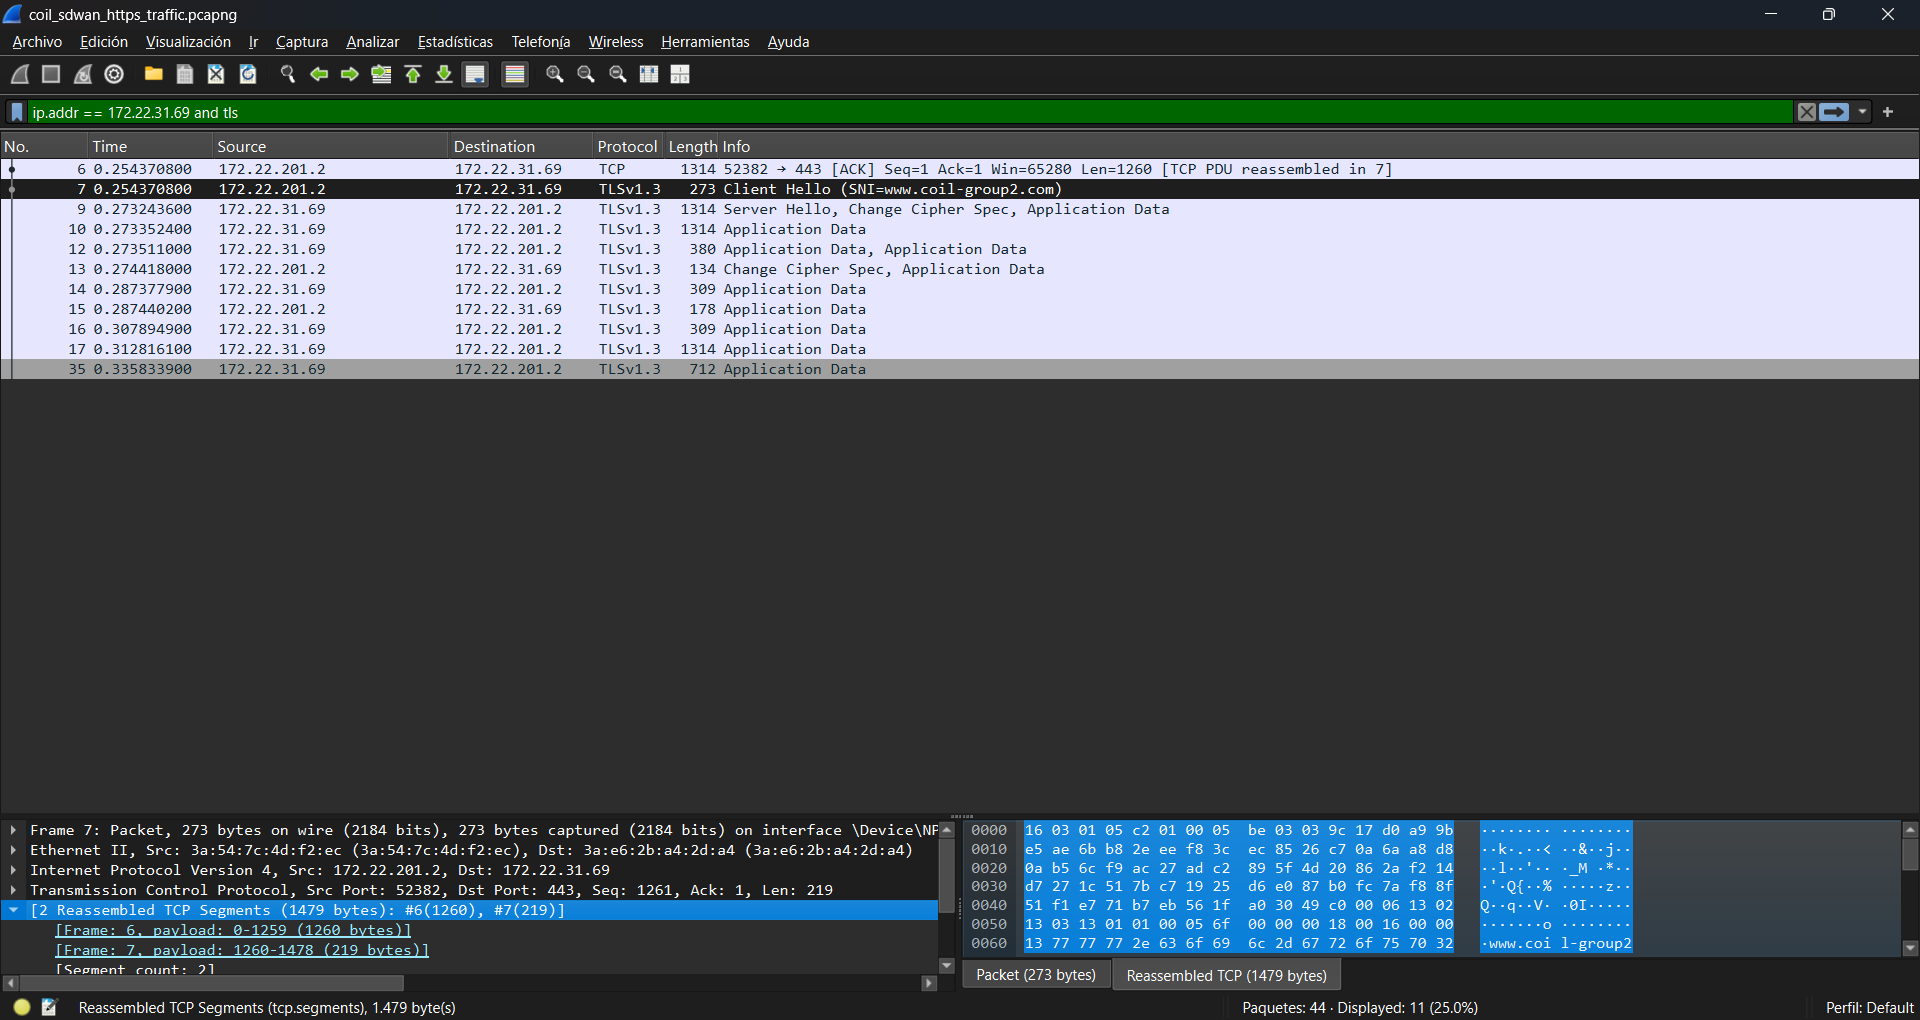 coil_sdwan_https_traffic.pcapng
Archivo Edición Visualización Ir Captura Analizar Estadísticas Telefonía Wireless Herramientas Ayuda
ip.addr == 172.22.31.69 and tls
No. Time Source Destination Protocol Length Info
6 0.254370800 172.22.201.2 172.22.31.69 TCP 1314 52382 → 443 [ACK] Seq=1 Ack=1 Win=65280 Len=1260 [TCP PDU reassembled in 7]
7 0.254370800 172.22.201.2 172.22.31.69 TLSv1.3 273 Client Hello (SNI=www.coil-group2.com)
9 0.273243600 172.22.31.69 172.22.201.2 TLSv1.3 1314 Server Hello, Change Cipher Spec, Application Data
10 0.273352400 172.22.31.69 172.22.201.2 TLSv1.3 1314 Application Data
12 0.273511000 172.22.31.69 172.22.201.2 TLSv1.3 380 Application Data, Application Data
13 0.274418000 172.22.201.2 172.22.31.69 TLSv1.3 134 Change Cipher Spec, Application Data
14 0.287377900 172.22.31.69 172.22.201.2 TLSv1.3 309 Application Data
15 0.287440200 172.22.201.2 172.22.31.69 TLSv1.3 178 Application Data
16 0.307894900 172.22.31.69 172.22.201.2 TLSv1.3 309 Application Data
17 0.312816100 172.22.31.69 172.22.201.2 TLSv1.3 1314 Application Data
35 0.335833900 172.22.31.69 172.22.201.2 TLSv1.3 712 Application Data
Frame 7: Packet, 273 bytes on wire (2184 bits), 273 bytes captured (2184 bits) on interface \Device\NP
Ethernet II, Src: 3a:54:7c:4d:f2:ec (3a:54:7c:4d:f2:ec), Dst: 3a:e6:2b:a4:2d:a4 (3a:e6:2b:a4:2d:a4)
Internet Protocol Version 4, Src: 172.22.201.2, Dst: 172.22.31.69
Transmission Control Protocol, Src Port: 52382, Dst Port: 443, Seq: 1261, Ack: 1, Len: 219
[2 Reassembled TCP Segments (1479 bytes): #6(1260), #7(219)]
[Frame: 6, payload: 0-1259 (1260 bytes)]
[Frame: 7, payload: 1260-1478 (219 bytes)]
[Segment count: 2]
0000 16 03 01 05 c2 01 00 05 be 03 03 9c 17 d0 a9 9b ········ ········
0010 e5 ae 6b b8 2e ee f8 3c ec 85 26 c7 0a 6a a8 d8 ··k·.··< ··&··j··
0020 0a b5 6c f9 ac 27 ad c2 89 5f 4d 20 86 2a f2 14 ··l··'·· ·_M ·*··
0030 d7 27 1c 51 7b c7 19 25 d6 e0 87 b0 fc 7a f8 8f ·'·Q{··% ·····z··
0040 51 f1 e7 71 b7 eb 56 1f a0 30 49 c0 00 06 13 02 Q··q··V· ·0I·····
0050 13 03 13 01 01 00 05 6f 00 00 00 18 00 16 00 00 ·······o ········
0060 13 77 77 77 2e 63 6f 69 6c 2d 67 72 6f 75 70 32 ·www.coi l-group2
Packet (273 bytes) Reassembled TCP (1479 bytes)
Reassembled TCP Segments (tcp.segments), 1.479 byte(s) Paquetes: 44 · Displayed: 11 (25.0%) Perfil: Default